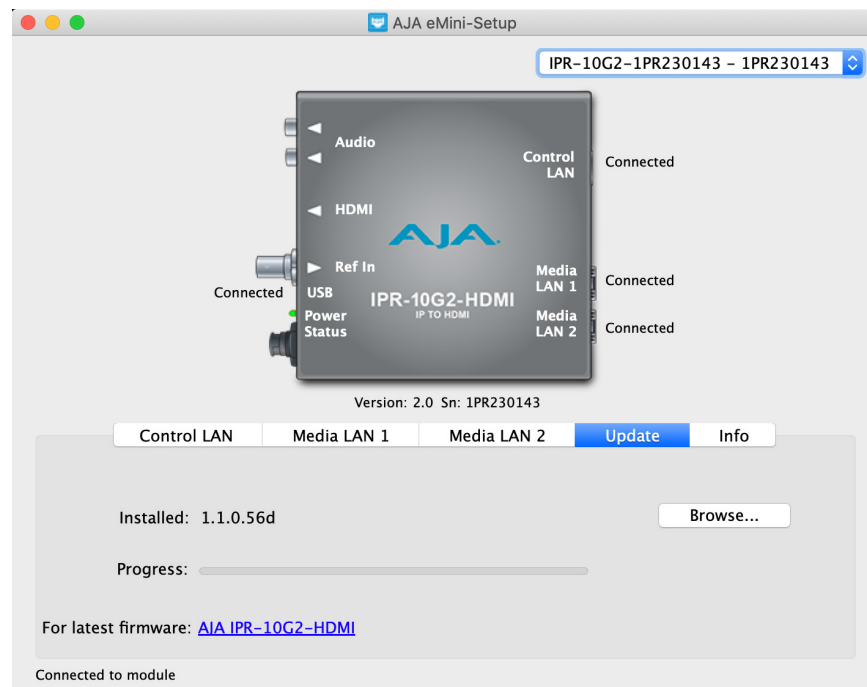 AJA eMini-Setup
IPR-10G2-1PR230143 - 1PR230143
Audio
Control
LAN
Connected
HDMI
AJA
Ref In
Connected
USB
Media
LAN 1
Connected
IPR-10G2-HDMI
IP TO HDMI
Power
Status
Media
LAN 2
Connected
Version: 2.0 Sn: 1PR230143
Control LAN Media LAN 1 Media LAN 2 Update Info
Installed: 1.1.0.56d Browse...
Progress:
For latest firmware: AJA IPR-10G2-HDMI
Connected to module